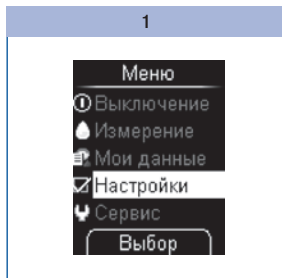 1
Меню
Выключение
Измерение
Мои данные
Настройки
Сервис
Выбор